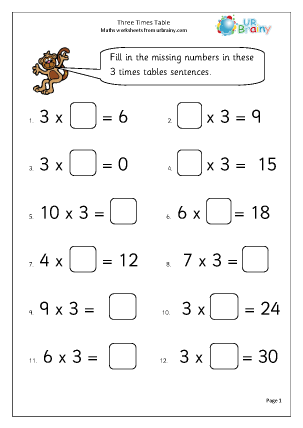 Three Times Table
Maths worksheets from urbrainy.com
UR
Brainy
Fill in the missing numbers in these
3 times tables sentences.
1. 3 x = 6
2. x 3 = 9
3. 3 x = 0
4. x 3 = 15
5. 10 x 3 =
6. 6 x = 18
7. 4 x = 12
8. 7 x 3 =
9. 9 x 3 =
10. 3 x = 24
11. 6 x 3 =
12. 3 x = 30
Page 1